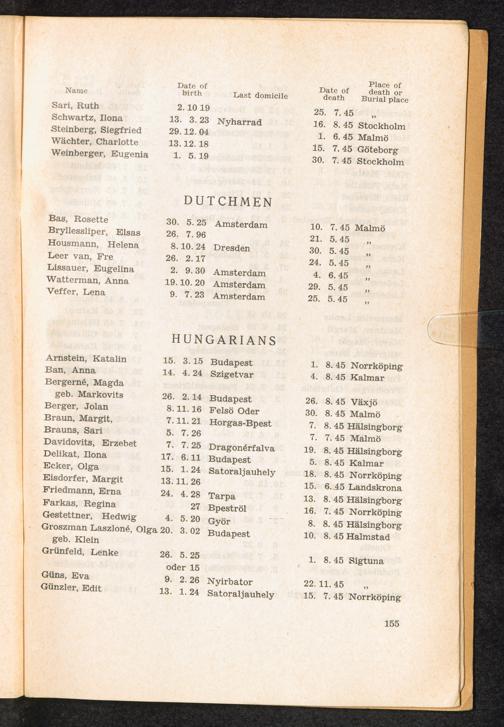 Name Date of birth Last domicile Date of death Place of death or Burial place
Sari, Ruth 2. 10 19 25. 7. 45 „
Schwartz, Ilona 13. 3. 23 Nyharrad 16. 8. 45 Stockholm
Steinberg, Siegfried 29. 12. 04 1. 6. 45 Malmö
Wächter, Charlotte 13. 12. 18 15. 7. 45 Göteborg
Weinberger, Eugenia 1. 5. 19 30. 7. 45 Stockholm
DUTCHMEN
Bas, Rosette 30. 5. 25 Amsterdam 10. 7. 45 Malmö
Bryllesslper, Elsas 26. 7. 96 21. 5. 45 „
Housmann, Helena 8. 10. 24 Dresden 30. 5. 45 „
Leer van, Fre 26. 2. 17 24. 5. 45 „
Lissauer, Eugelina 2. 9. 30 Amsterdam 4. 6. 45 „
Watterman, Anna 19. 10. 20 Amsterdam 29. 5. 45 „
Veffer, Lena 9. 7. 23 Amsterdam 25. 5. 45 „
HUNGARIANS
Arnstein, Katalin 15. 3. 15 Budapest 1. 8. 45 Norrköping
Ban, Anna 14. 4. 24 Szigetvar 4. 8. 45 Kalmar
Bergerné, Magda
geb. Markovits 26. 2. 14 Budapest 26. 8. 45 Växjö
Berger, Jolan 8. 11. 16 Felsö Oder 30. 8. 45 Malmö
Braun, Margit, 7. 11. 21 Horgas-Bpest 7. 8. 45 Hälsingborg
Brauns, Sari 5. 7. 26 7. 7. 45 Malmö
Davidovits, Erzebet 7. 7. 25 Dragonérfalva 19. 8. 45 Hälsingborg
Delikat, Ilona 17. 6. 11 Budapest 5. 8. 45 Kalmar
Ecker, Olga 15. 1. 24 Satoraljauhely 18. 8. 45 Norrköping
Eisdorfer, Margit 13. 11. 26 15. 6. 45 Landskrona
Friedmann, Erna 24. 4. 28 Tarpa 13. 8. 45 Hälsingborg
Farkas, Regina 27 Bpeströl 16. 7. 45 Norrköping
Gestettner, Hedwig 4. 5. 20 Györ 8. 8. 45 Hälsingborg
Groszman Laszloné, Olga 20. 3. 02 Budapest 10. 8. 45 Halmstad
geb. Klein
Grünfeld, Lenke 26. 5. 25 1. 8. 45 Sigtuna
oder 15
Güns, Eva 9. 2. 26 Nyirbator 22. 11. 45 „
Günzler, Edit 13. 1. 24 Satoraljauhely 15. 7. 45 Norrköping
155